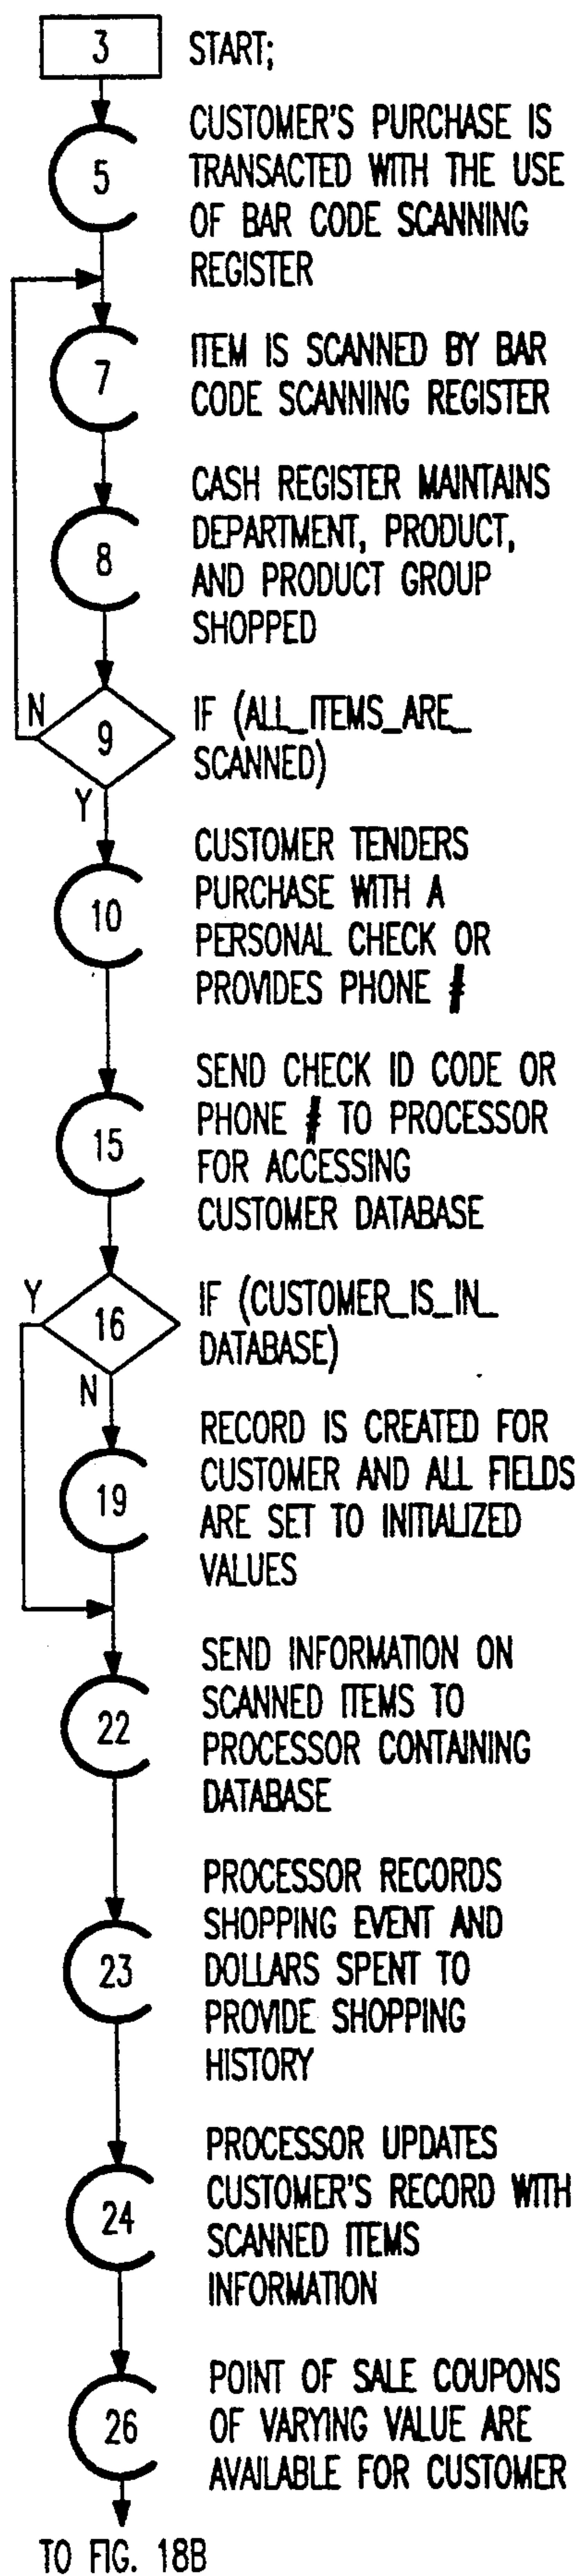 3 START;
CUSTOMER'S PURCHASE IS
TRANSACTED WITH THE USE
5
OF BAR CODE SCANNING
REGISTER
ITEM IS SCANNED BY BAR
7
CODE SCANNING REGISTER
CASH REGISTER MAINTAINS
DEPARTMENT, PRODUCT,
8
AND PRODUCT GROUP
SHOPPED
N
IF (ALL_ITEMS_ARE_
9
SCANNED)
Y
CUSTOMER TENDERS
PURCHASE WITH A
10
PERSONAL CHECK OR
PROVIDES PHONE #
SEND CHECK ID CODE OR
PHONE # TO PROCESSOR
15
FOR ACCESSING
CUSTOMER DATABASE
Y
IF (CUSTOMER_IS_IN_
16
DATABASE)
N
RECORD IS CREATED FOR
CUSTOMER AND ALL FIELDS
19
ARE SET TO INITIALIZED
VALUES
SEND INFORMATION ON
SCANNED ITEMS TO
22
PROCESSOR CONTAINING
DATABASE
PROCESSOR RECORDS
SHOPPING EVENT AND
23
DOLLARS SPENT TO
PROVIDE SHOPPING
HISTORY
PROCESSOR UPDATES
CUSTOMER'S RECORD WITH
24
SCANNED ITEMS
INFORMATION
POINT OF SALE COUPONS
26
OF VARYING VALUE ARE
AVAILABLE FOR CUSTOMER
TO FIG. 18B